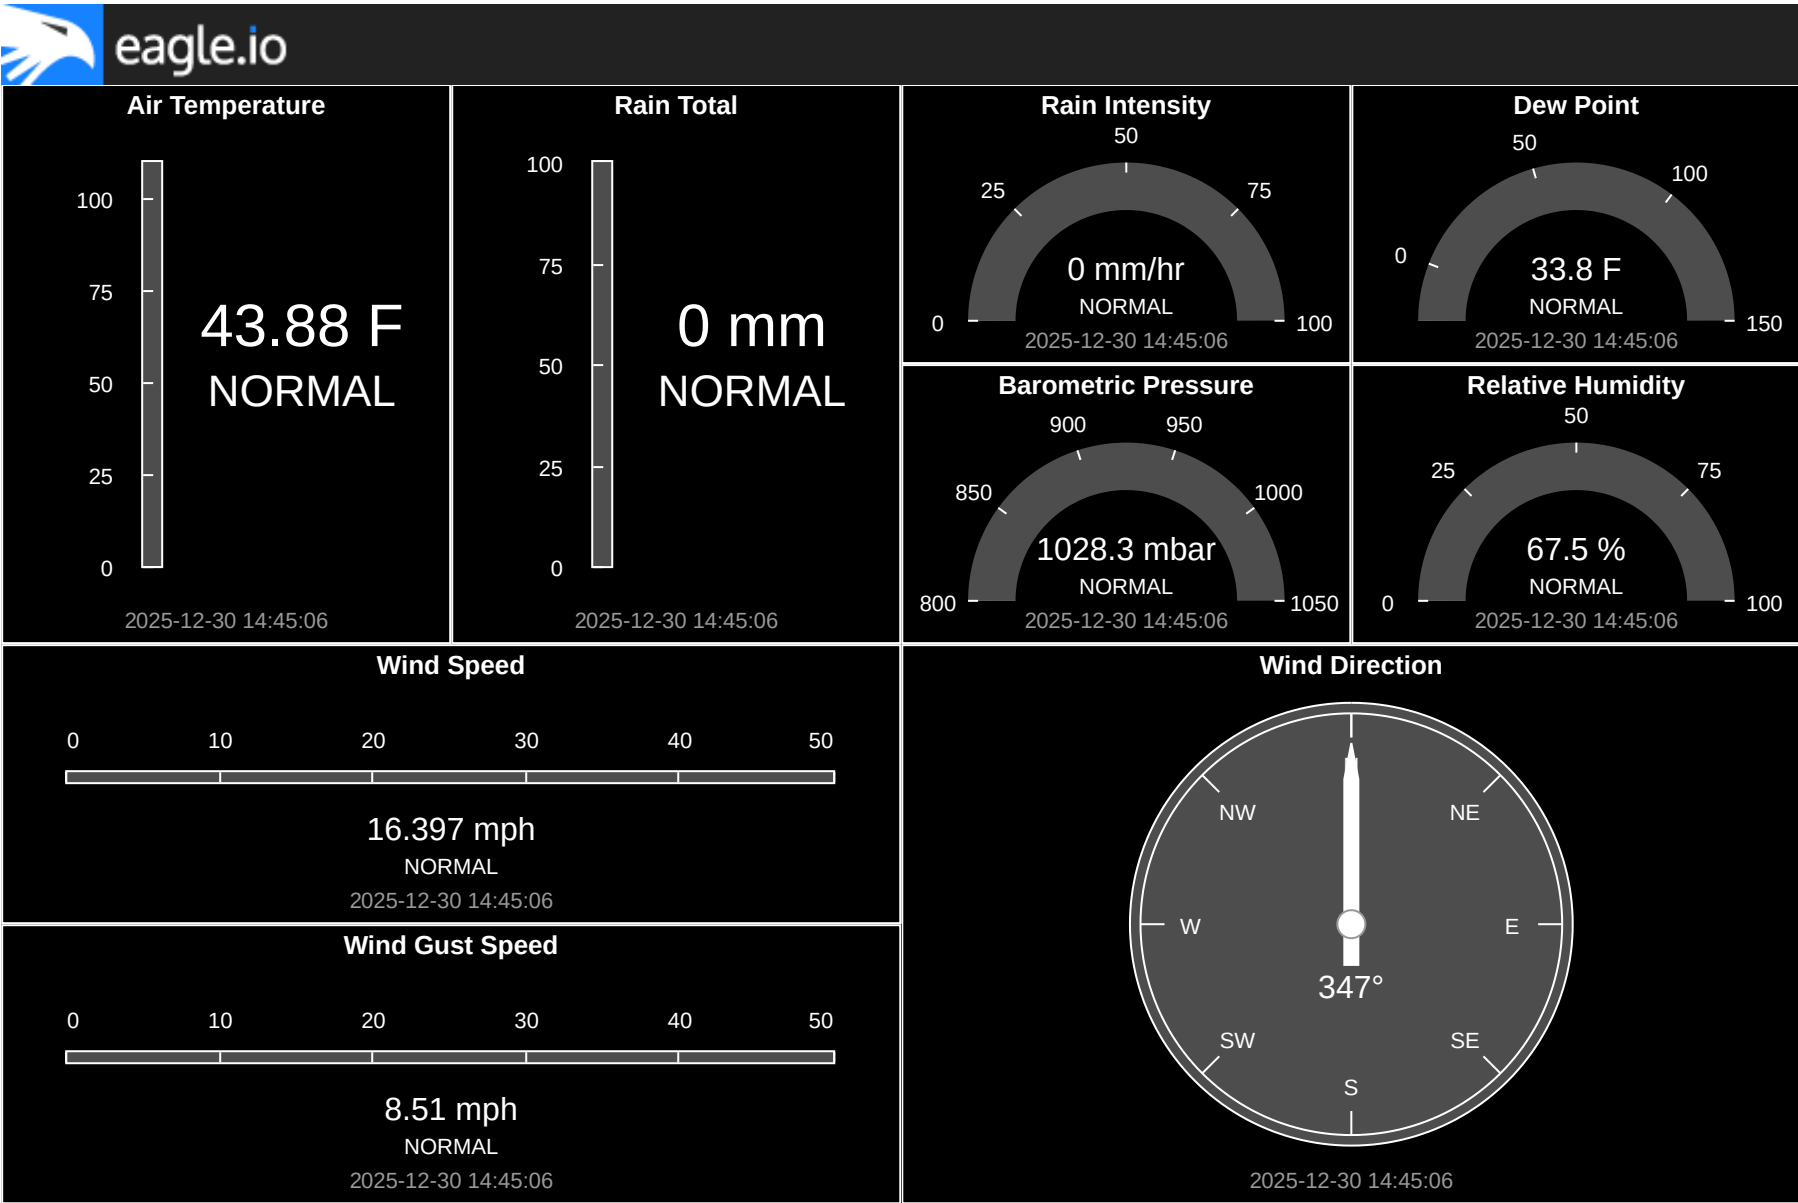 eagle.io
Air Temperature
100
75
50
25
0
43.88 F
NORMAL
2025-12-30 14:45:06
Rain Total
100
75
50
25
0
0 mm
NORMAL
2025-12-30 14:45:06
Rain Intensity
50
25
75
0
100
0 mm/hr
NORMAL
2025-12-30 14:45:06
Dew Point
50
100
0
150
33.8 F
NORMAL
2025-12-30 14:45:06
Barometric Pressure
900
950
850
1000
800
1050
1028.3 mbar
NORMAL
2025-12-30 14:45:06
Relative Humidity
50
25
75
0
100
67.5 %
NORMAL
2025-12-30 14:45:06
Wind Speed
0 10 20 30 40 50
16.397 mph
NORMAL
2025-12-30 14:45:06
Wind Gust Speed
0 10 20 30 40 50
8.51 mph
NORMAL
2025-12-30 14:45:06
Wind Direction
NW NE
W E
347°
SW SE
S
2025-12-30 14:45:06